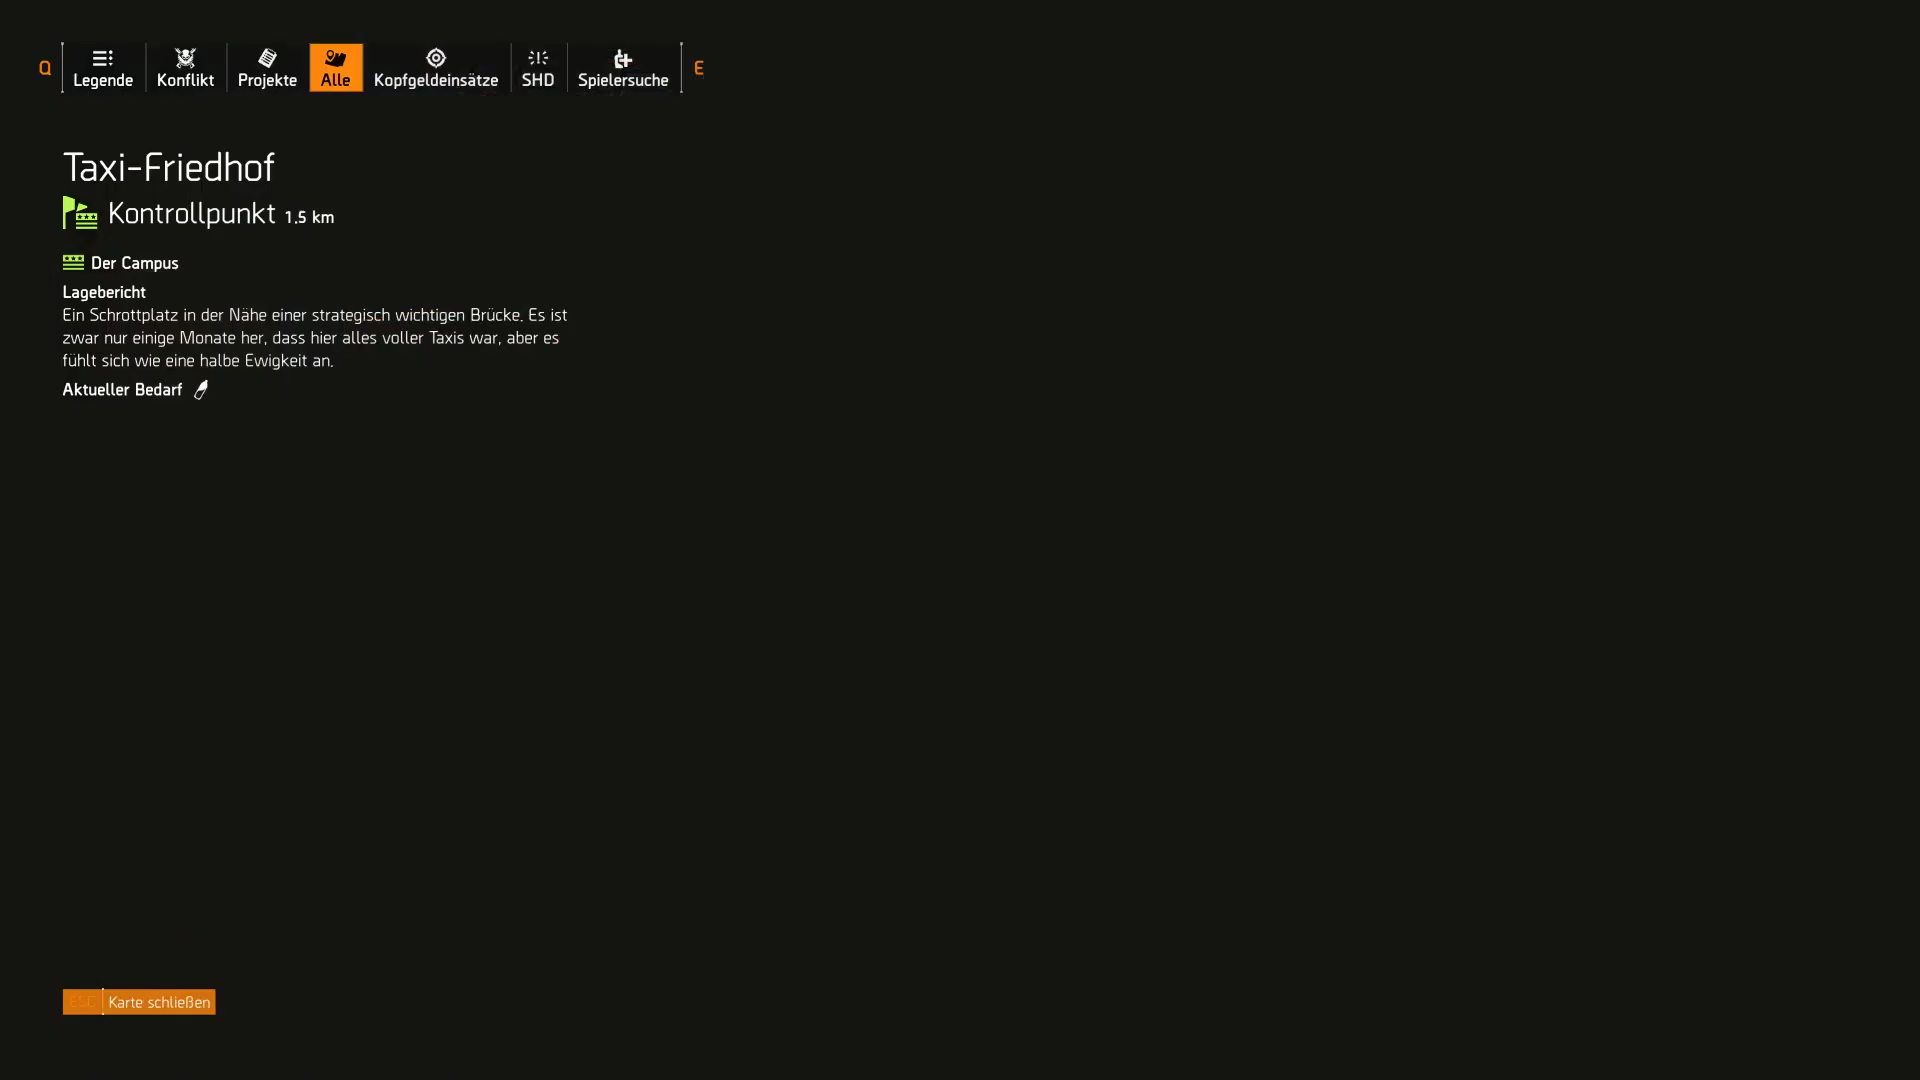 Q Legende Konflikt Projekte Alle Kopfgeldeinsätze SHD Spielersuche E
Taxi-Friedhof
Kontrollpunkt 1.5 km
Der Campus
Lagebericht
Ein Schrottplatz in der Nähe einer strategisch wichtigen Brücke. Es ist
zwar nur einige Monate her, dass hier alles voller Taxis war, aber es
fühlt sich wie eine halbe Ewigkeit an.
Aktueller Bedarf
ESC Karte schließen